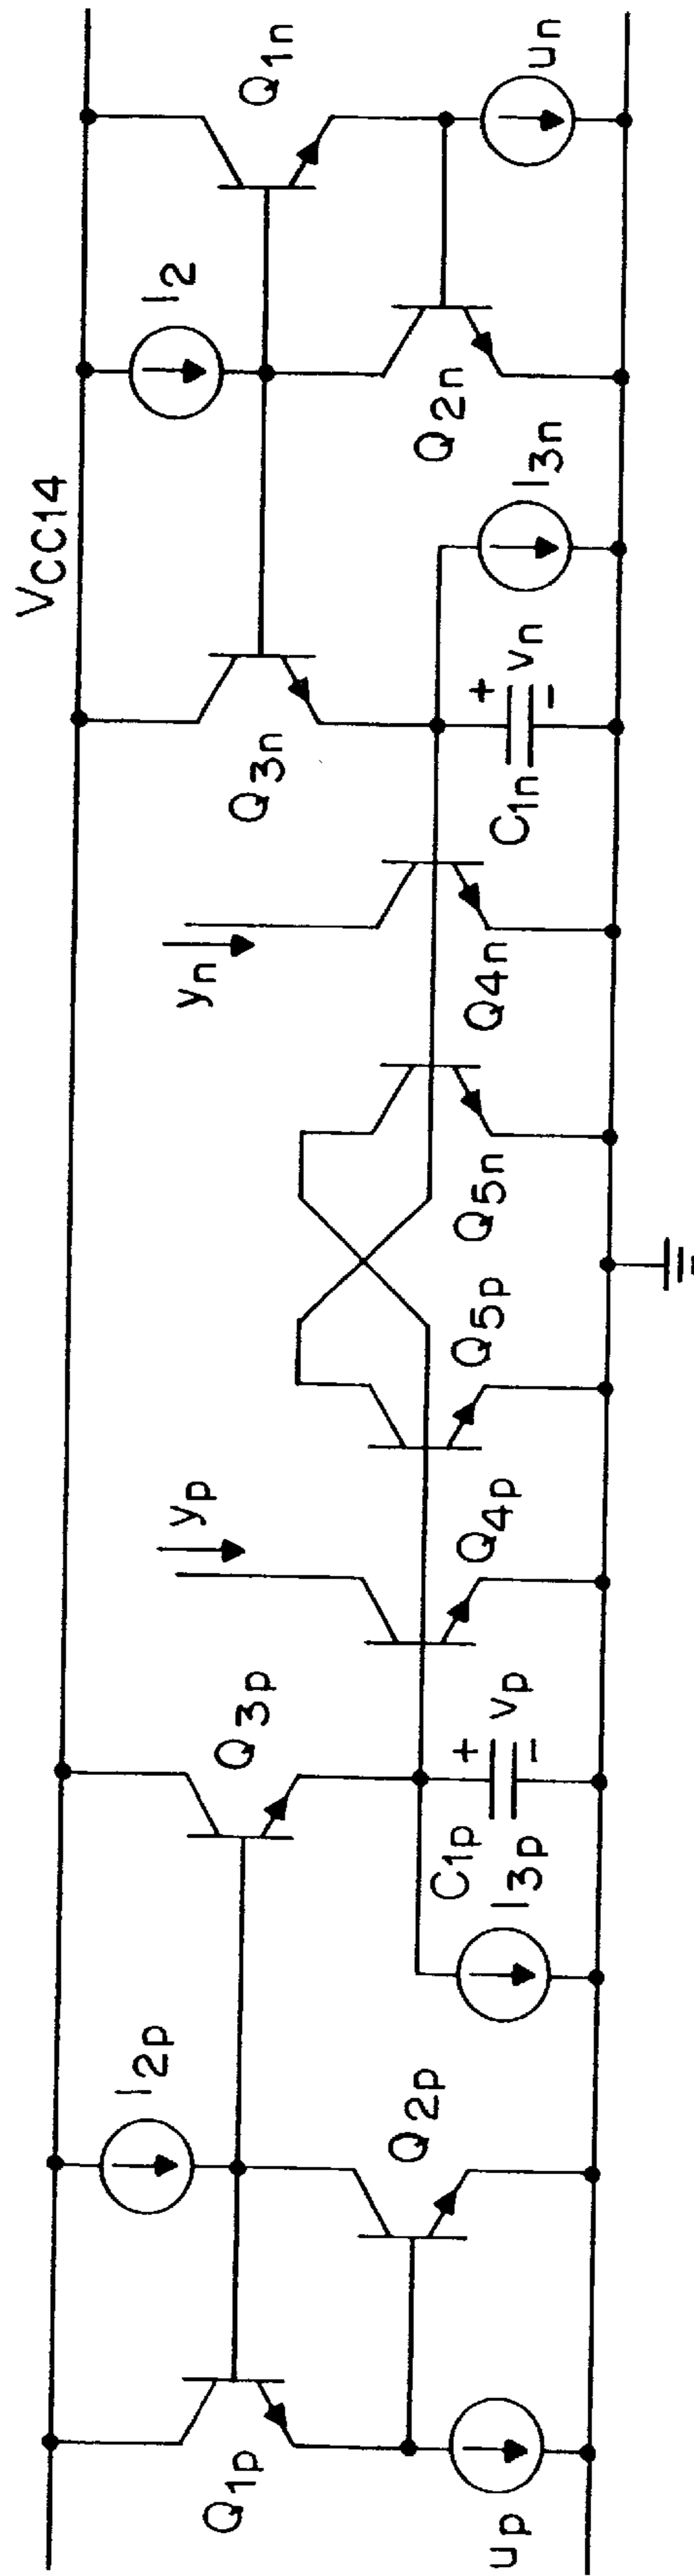 VCC14
Q1p
up
I2p
Q2p
Q3p
I3p
C1p
+
vp
−
yp
Q4p
Q5p
Q5n
Q4n
yn
Q3n
C1n
+
vn
−
I3n
Q2n
I2
Q1n
un